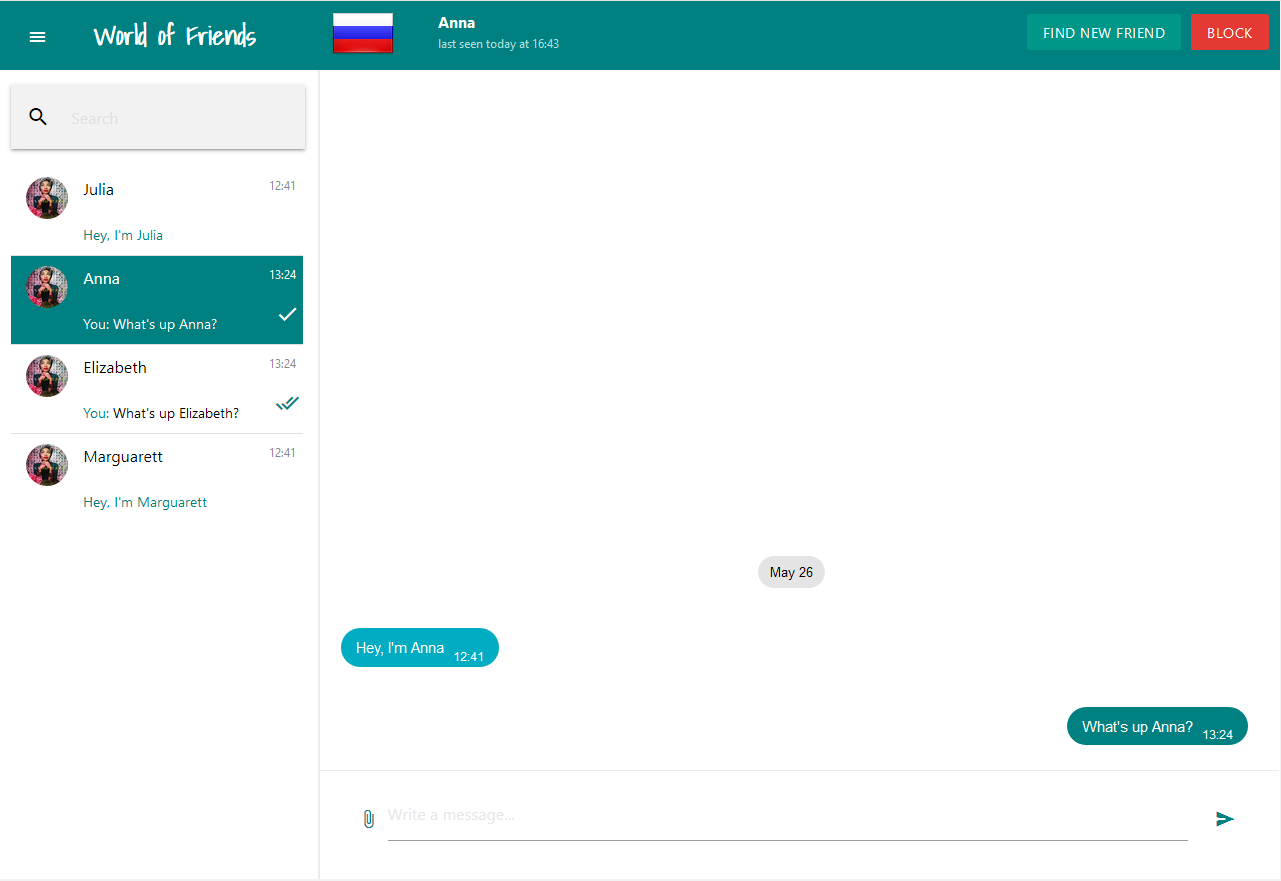 World of Friends
Anna
last seen today at 16:43
FIND NEW FRIEND
BLOCK
Search
Julia
12:41
Hey, I'm Julia
Anna
13:24
You: What's up Anna?
Elizabeth
13:24
You: What's up Elizabeth?
Marguarett
12:41
Hey, I'm Marguarett
May 26
Hey, I'm Anna 12:41
What's up Anna? 13:24
Write a message...